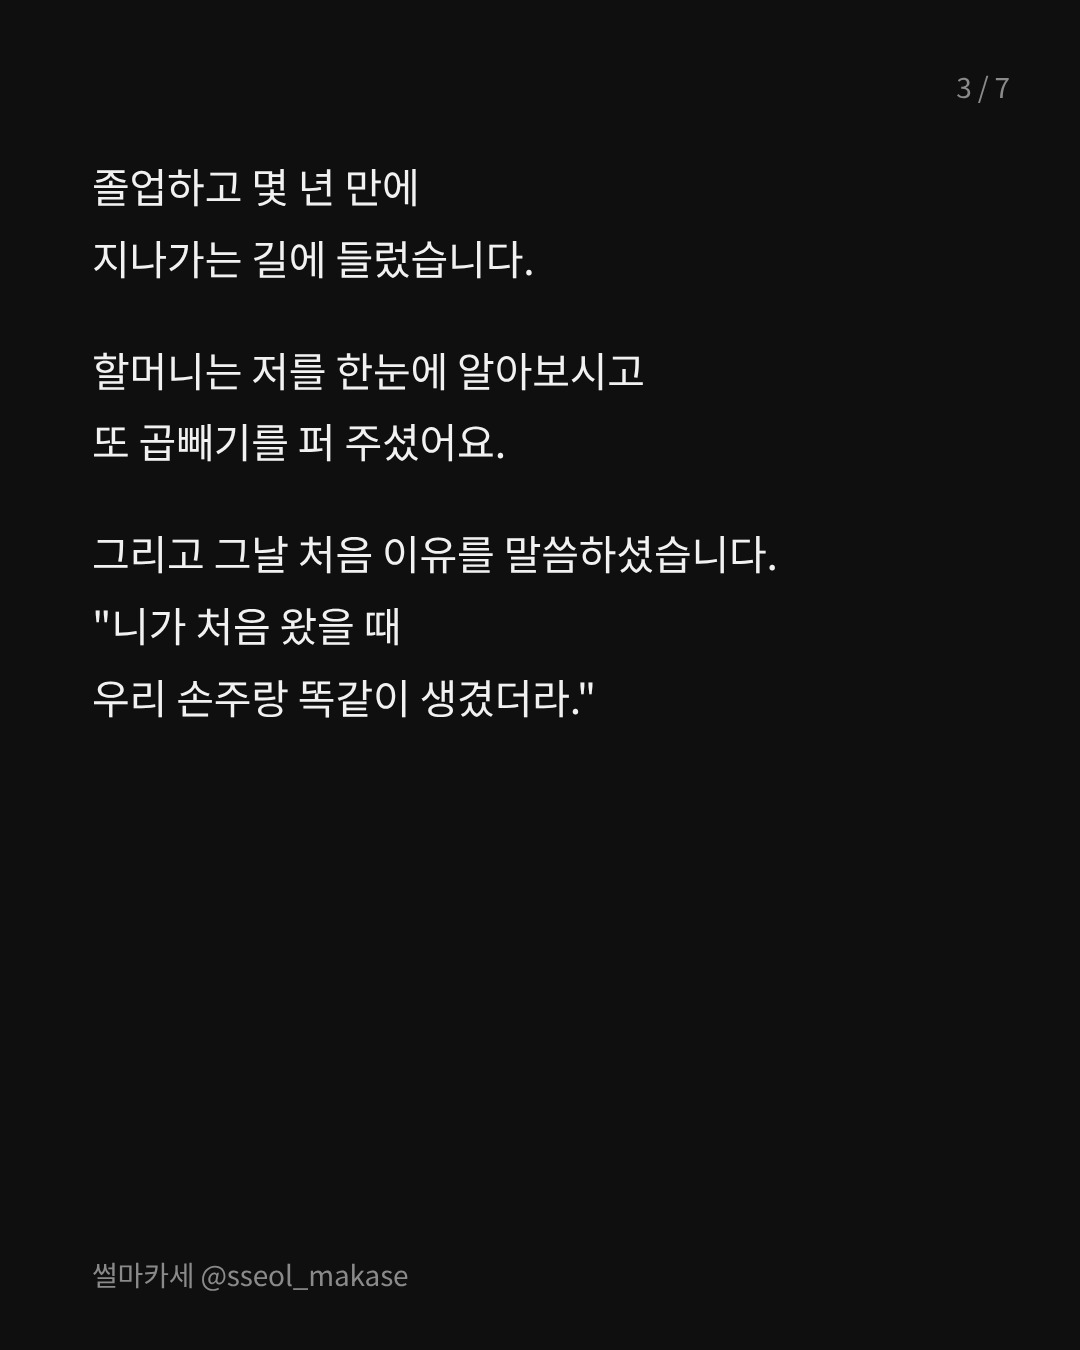 3 / 7
졸업하고 몇 년 만에
지나가는 길에 들렀습니다.
할머니는 저를 한눈에 알아보시고
또 곱빼기를 퍼 주셨어요.
그리고 그날 처음 이유를 말씀하셨습니다.
"니가 처음 왔을 때
우리 손주랑 똑같이 생겼더라."
썰마카세 @sseol_makase